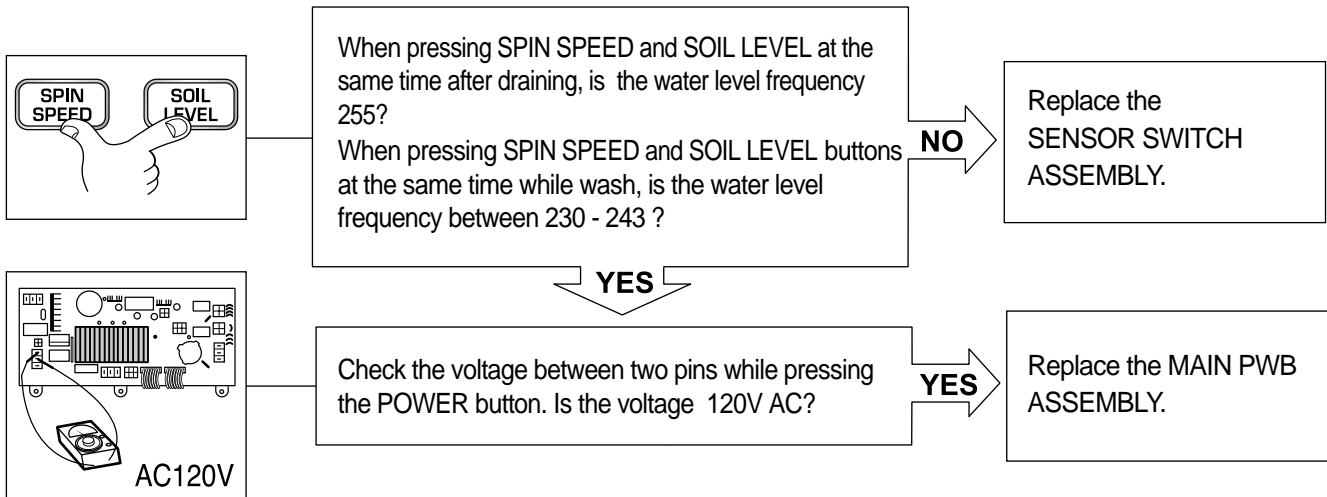 SPIN
SPEED
SOIL
LEVEL
When pressing SPIN SPEED and SOIL LEVEL at the
same time after draining, is the water level frequency
255?
When pressing SPIN SPEED and SOIL LEVEL buttons
at the same time while wash, is the water level
frequency between 230 - 243 ?
NO
Replace the
SENSOR SWITCH
ASSEMBLY.
YES
AC120V
Check the voltage between two pins while pressing
the POWER button. Is the voltage 120V AC?
YES
Replace the MAIN PWB
ASSEMBLY.